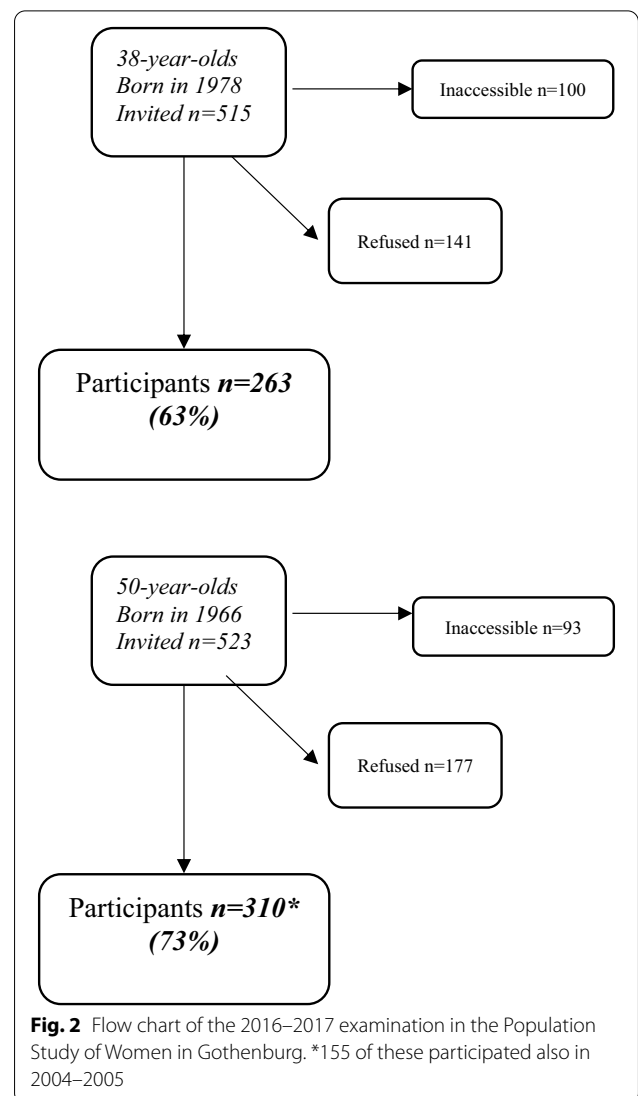 38-year-olds
Born in 1978
Invited n=515
Inaccessible n=100
Refused n=141
Participants n=263
(63%)
50-year-olds
Born in 1966
Invited n=523
Inaccessible n=93
Refused n=177
Participants n=310*
(73%)
Fig. 2 Flow chart of the 2016–2017 examination in the Population
Study of Women in Gothenburg. *155 of these participated also in
2004–2005